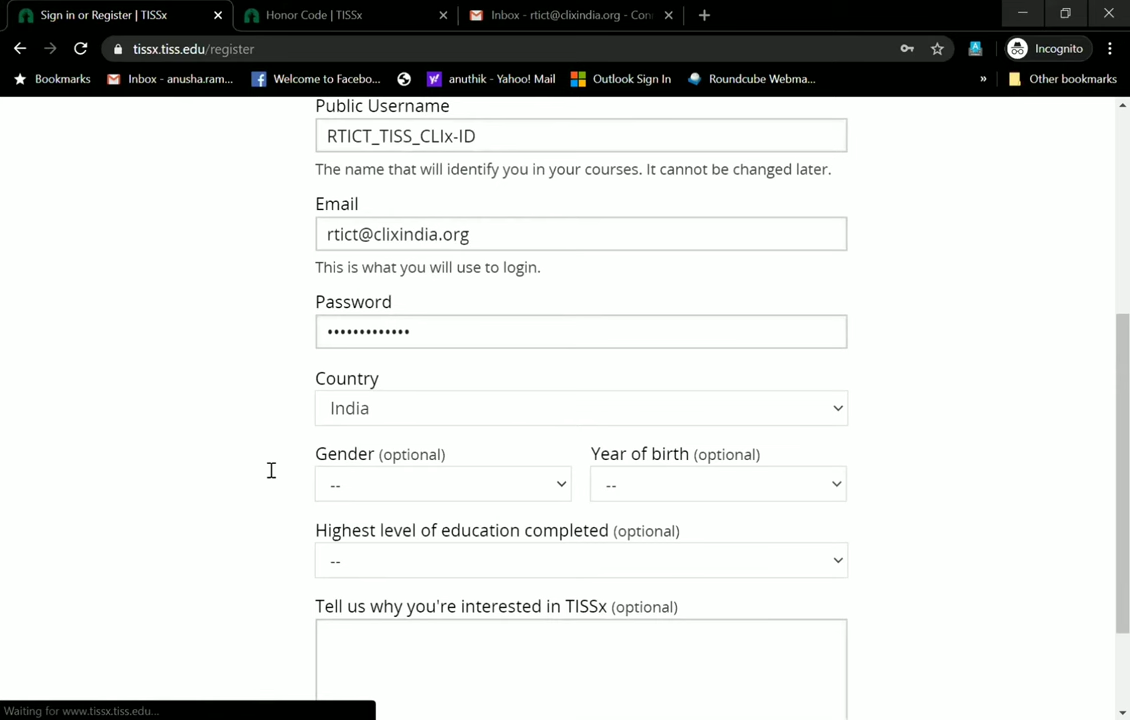 Sign in or Register | TISSx
Honor Code | TISSx
Inbox - rtict@clixindia.org - Con
tissx.tiss.edu/register
Incognito
Bookmarks
Inbox - anusha.ram...
Welcome to Facebo...
anuthik - Yahoo! Mail
Outlook Sign In
Roundcube Webma...
»
Other bookmarks
Public Username
RTICT_TISS_CLIx-ID
The name that will identify you in your courses. It cannot be changed later.
Email
rtict@clixindia.org
This is what you will use to login.
Password
•••••••••••••
Country
India
Gender (optional)
Year of birth (optional)
--
--
Highest level of education completed (optional)
--
Tell us why you're interested in TISSx (optional)
Waiting for www.tissx.tiss.edu...